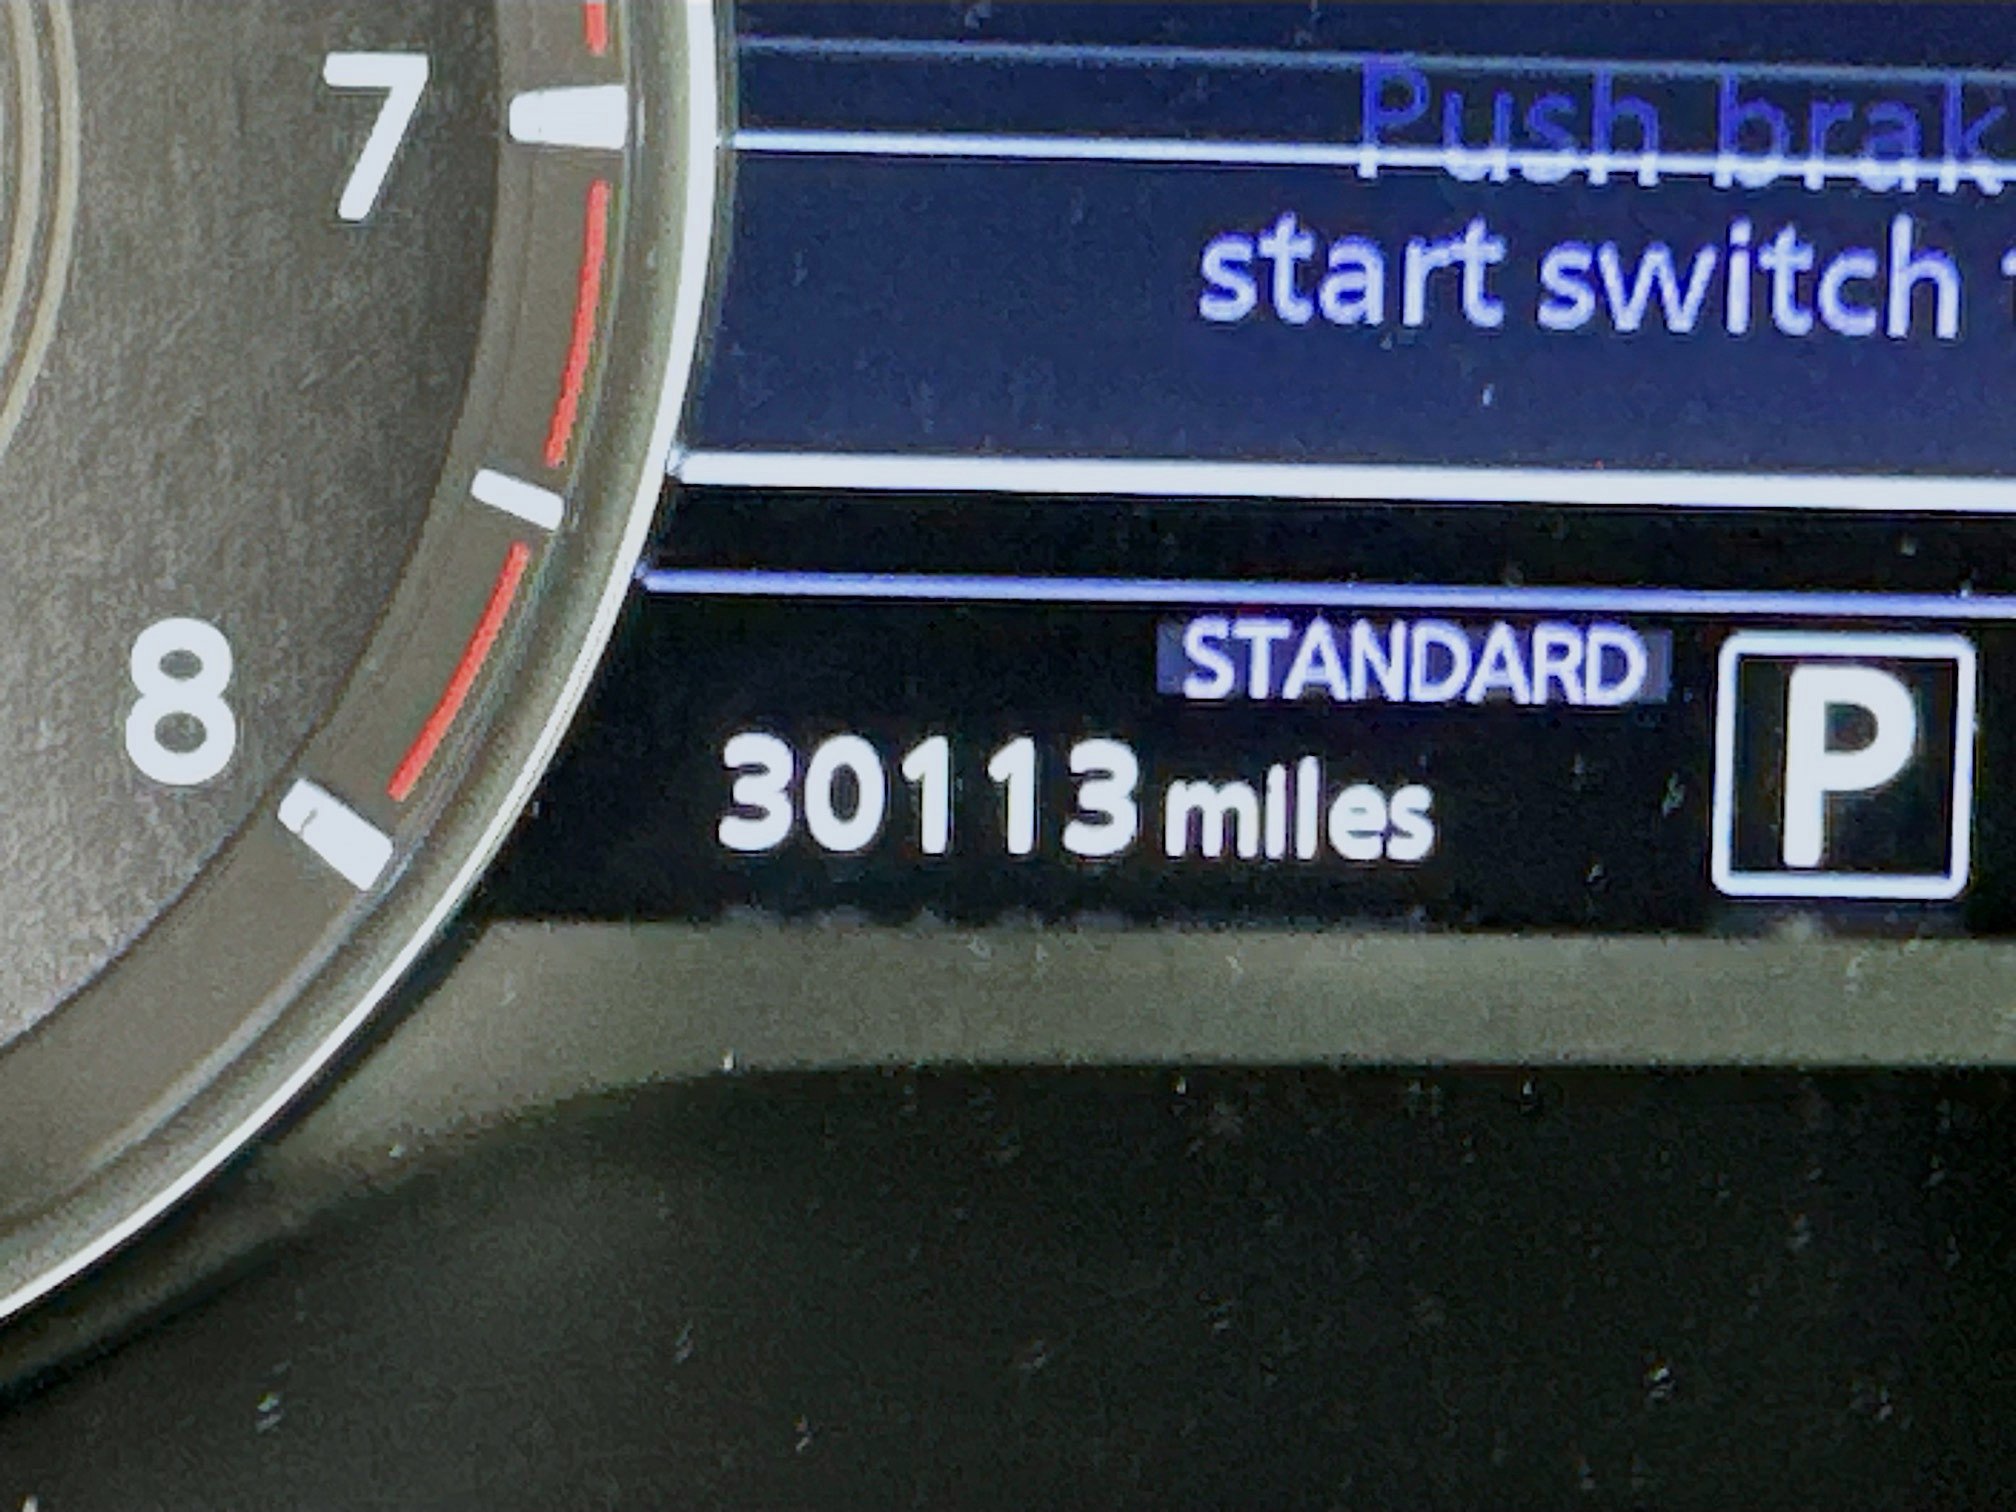 7
Push brak
start switch
8
STANDARD
30113 miles
P